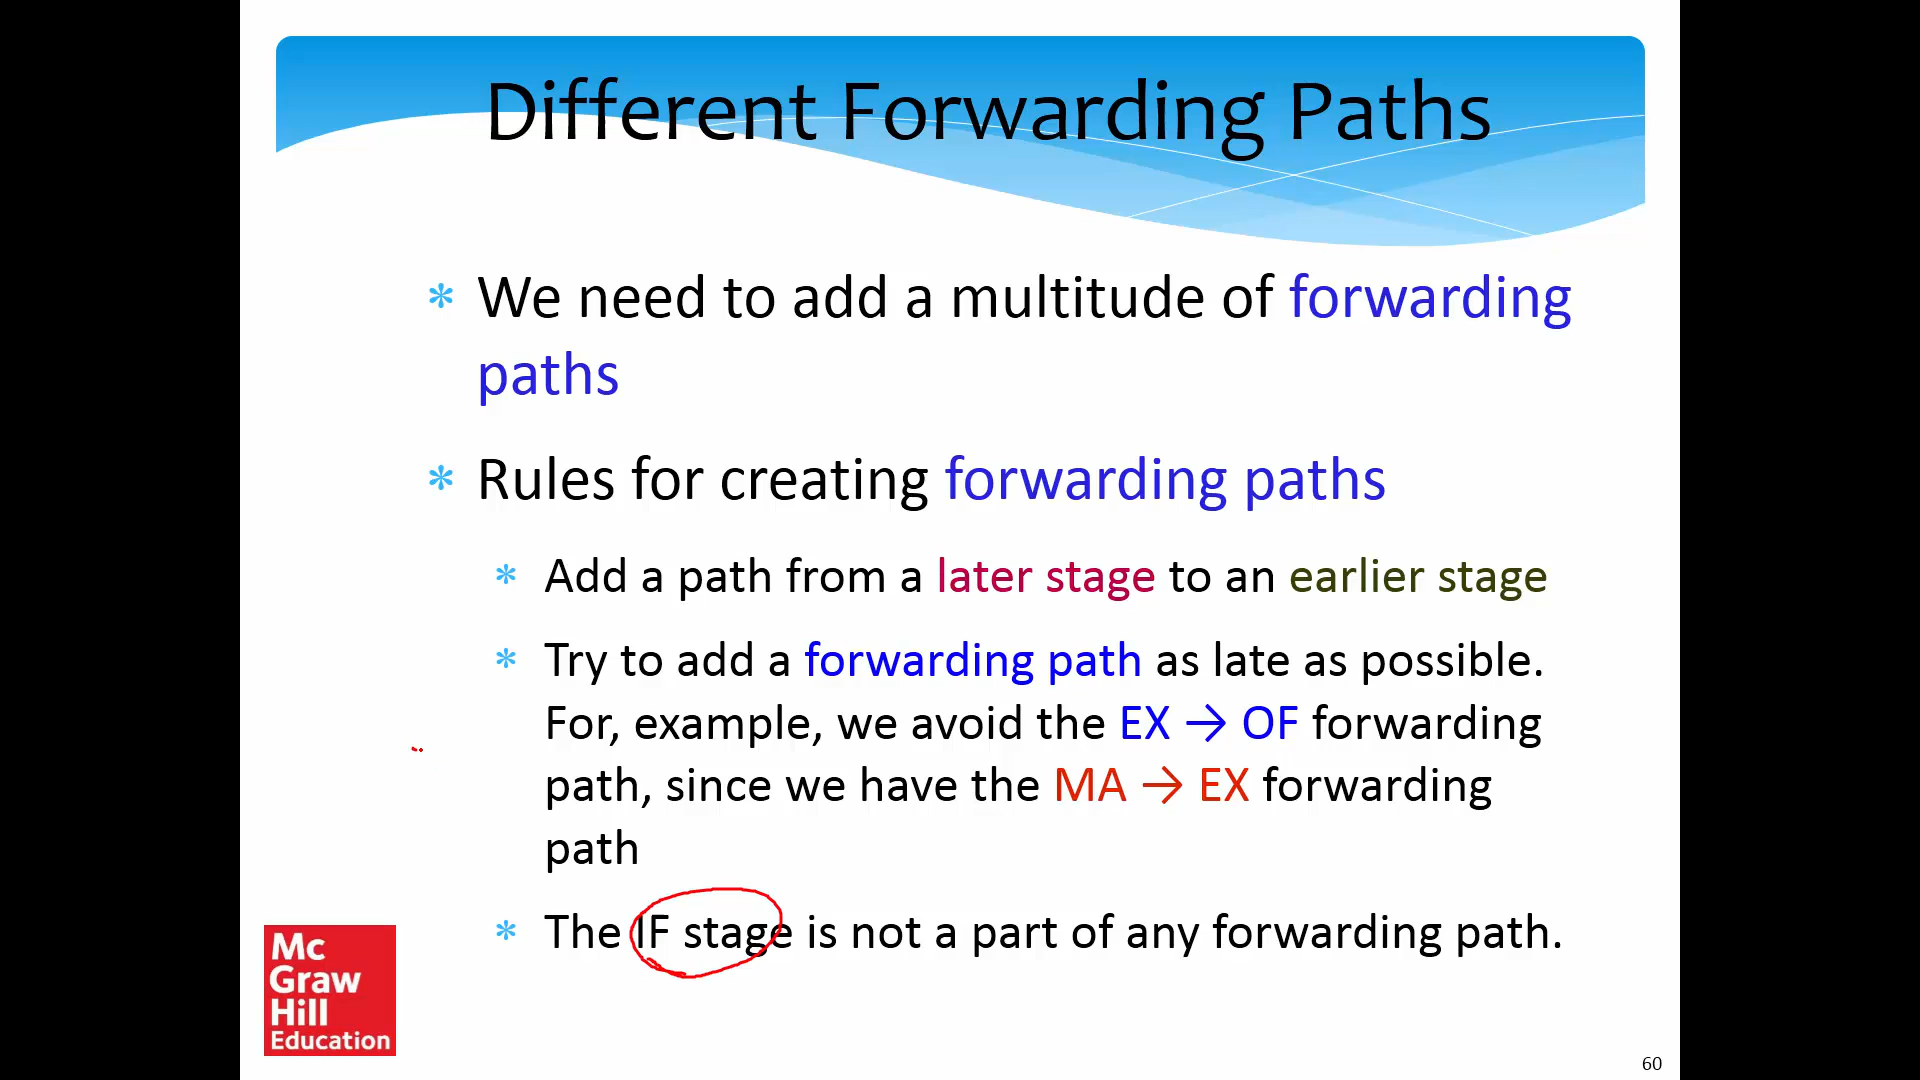 Different Forwarding Paths
* We need to add a multitude of forwarding
paths
* Rules for creating forwarding paths
* Add a path from a later stage to an earlier stage
* Try to add a forwarding path as late as possible.
For, example, we avoid the EX → OF forwarding
path, since we have the MA → EX forwarding
path
* The IF stage is not a part of any forwarding path.
Mc
Graw
Hill
Education
60